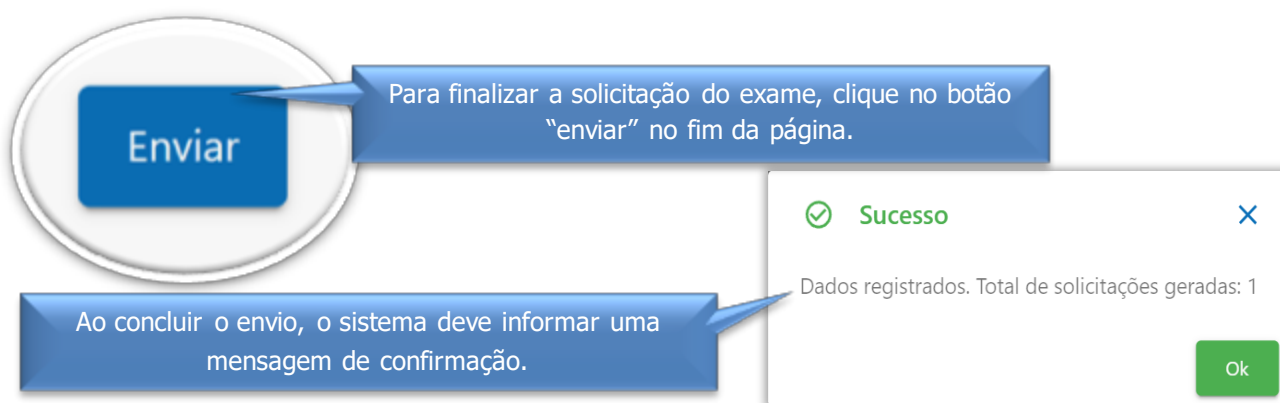 Enviar
Para finalizar a solicitação do exame, clique no botão
“enviar” no fim da página.
Sucesso
Dados registrados. Total de solicitações geradas: 1
Ao concluir o envio, o sistema deve informar uma
mensagem de confirmação.
Ok